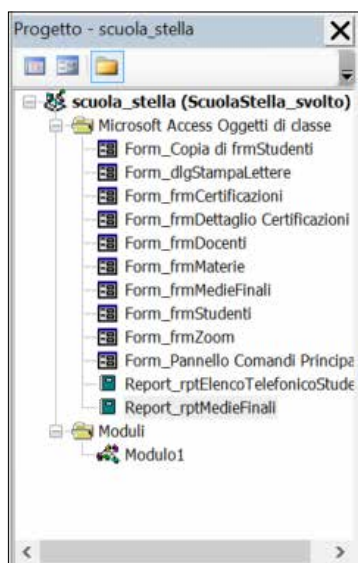 Progetto - scuola_stella
scuola_stella (ScuolaStella_svolto)
Microsoft Access Oggetti di classe
Form_Copia di frmStudenti
Form_dlgStampaLettere
Form_frmCertificazioni
Form_frmDettaglio Certificazioni
Form_frmDocenti
Form_frmMaterie
Form_frmMedieFinali
Form_frmStudenti
Form_frmZoom
Form_Pannello Comandi Principa
Report_rptElencoTelefonicoStude
Report_rptMedieFinali
Moduli
Modulo1